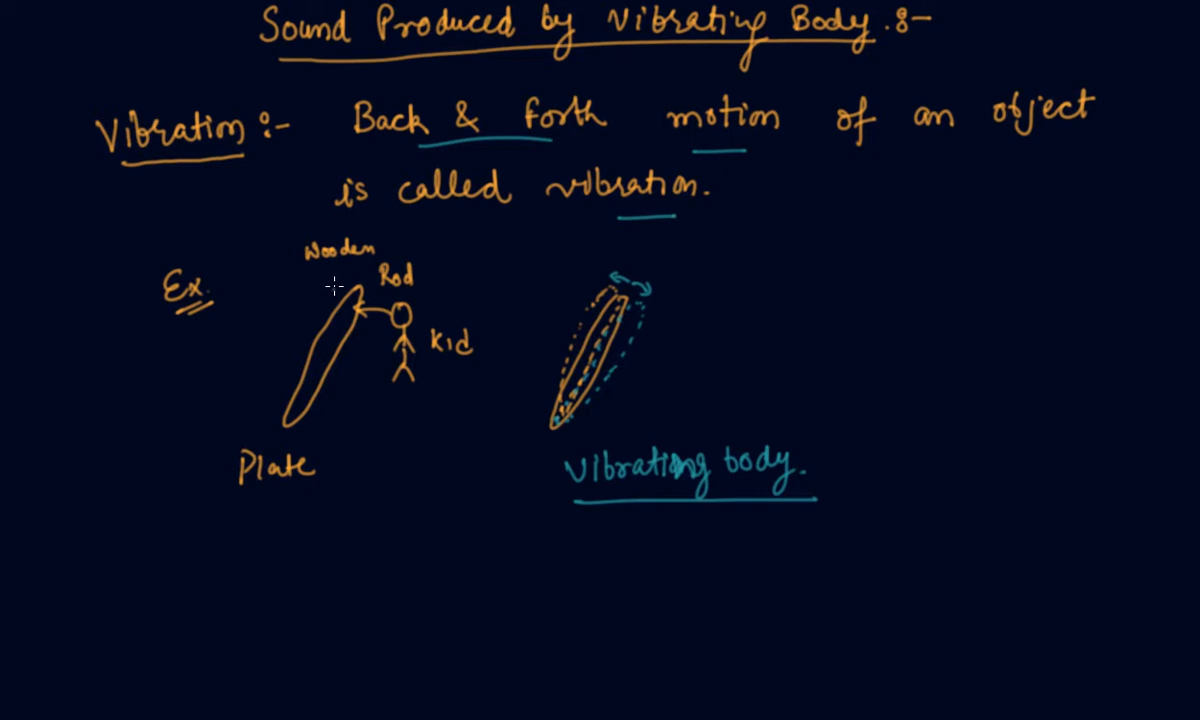 Sound Produced by Vibrating Body :-
Vibration :- Back & forth motion of an object
is called vibration.
Wooden
Ex. Rod
Kid
Plate
Vibrating body.